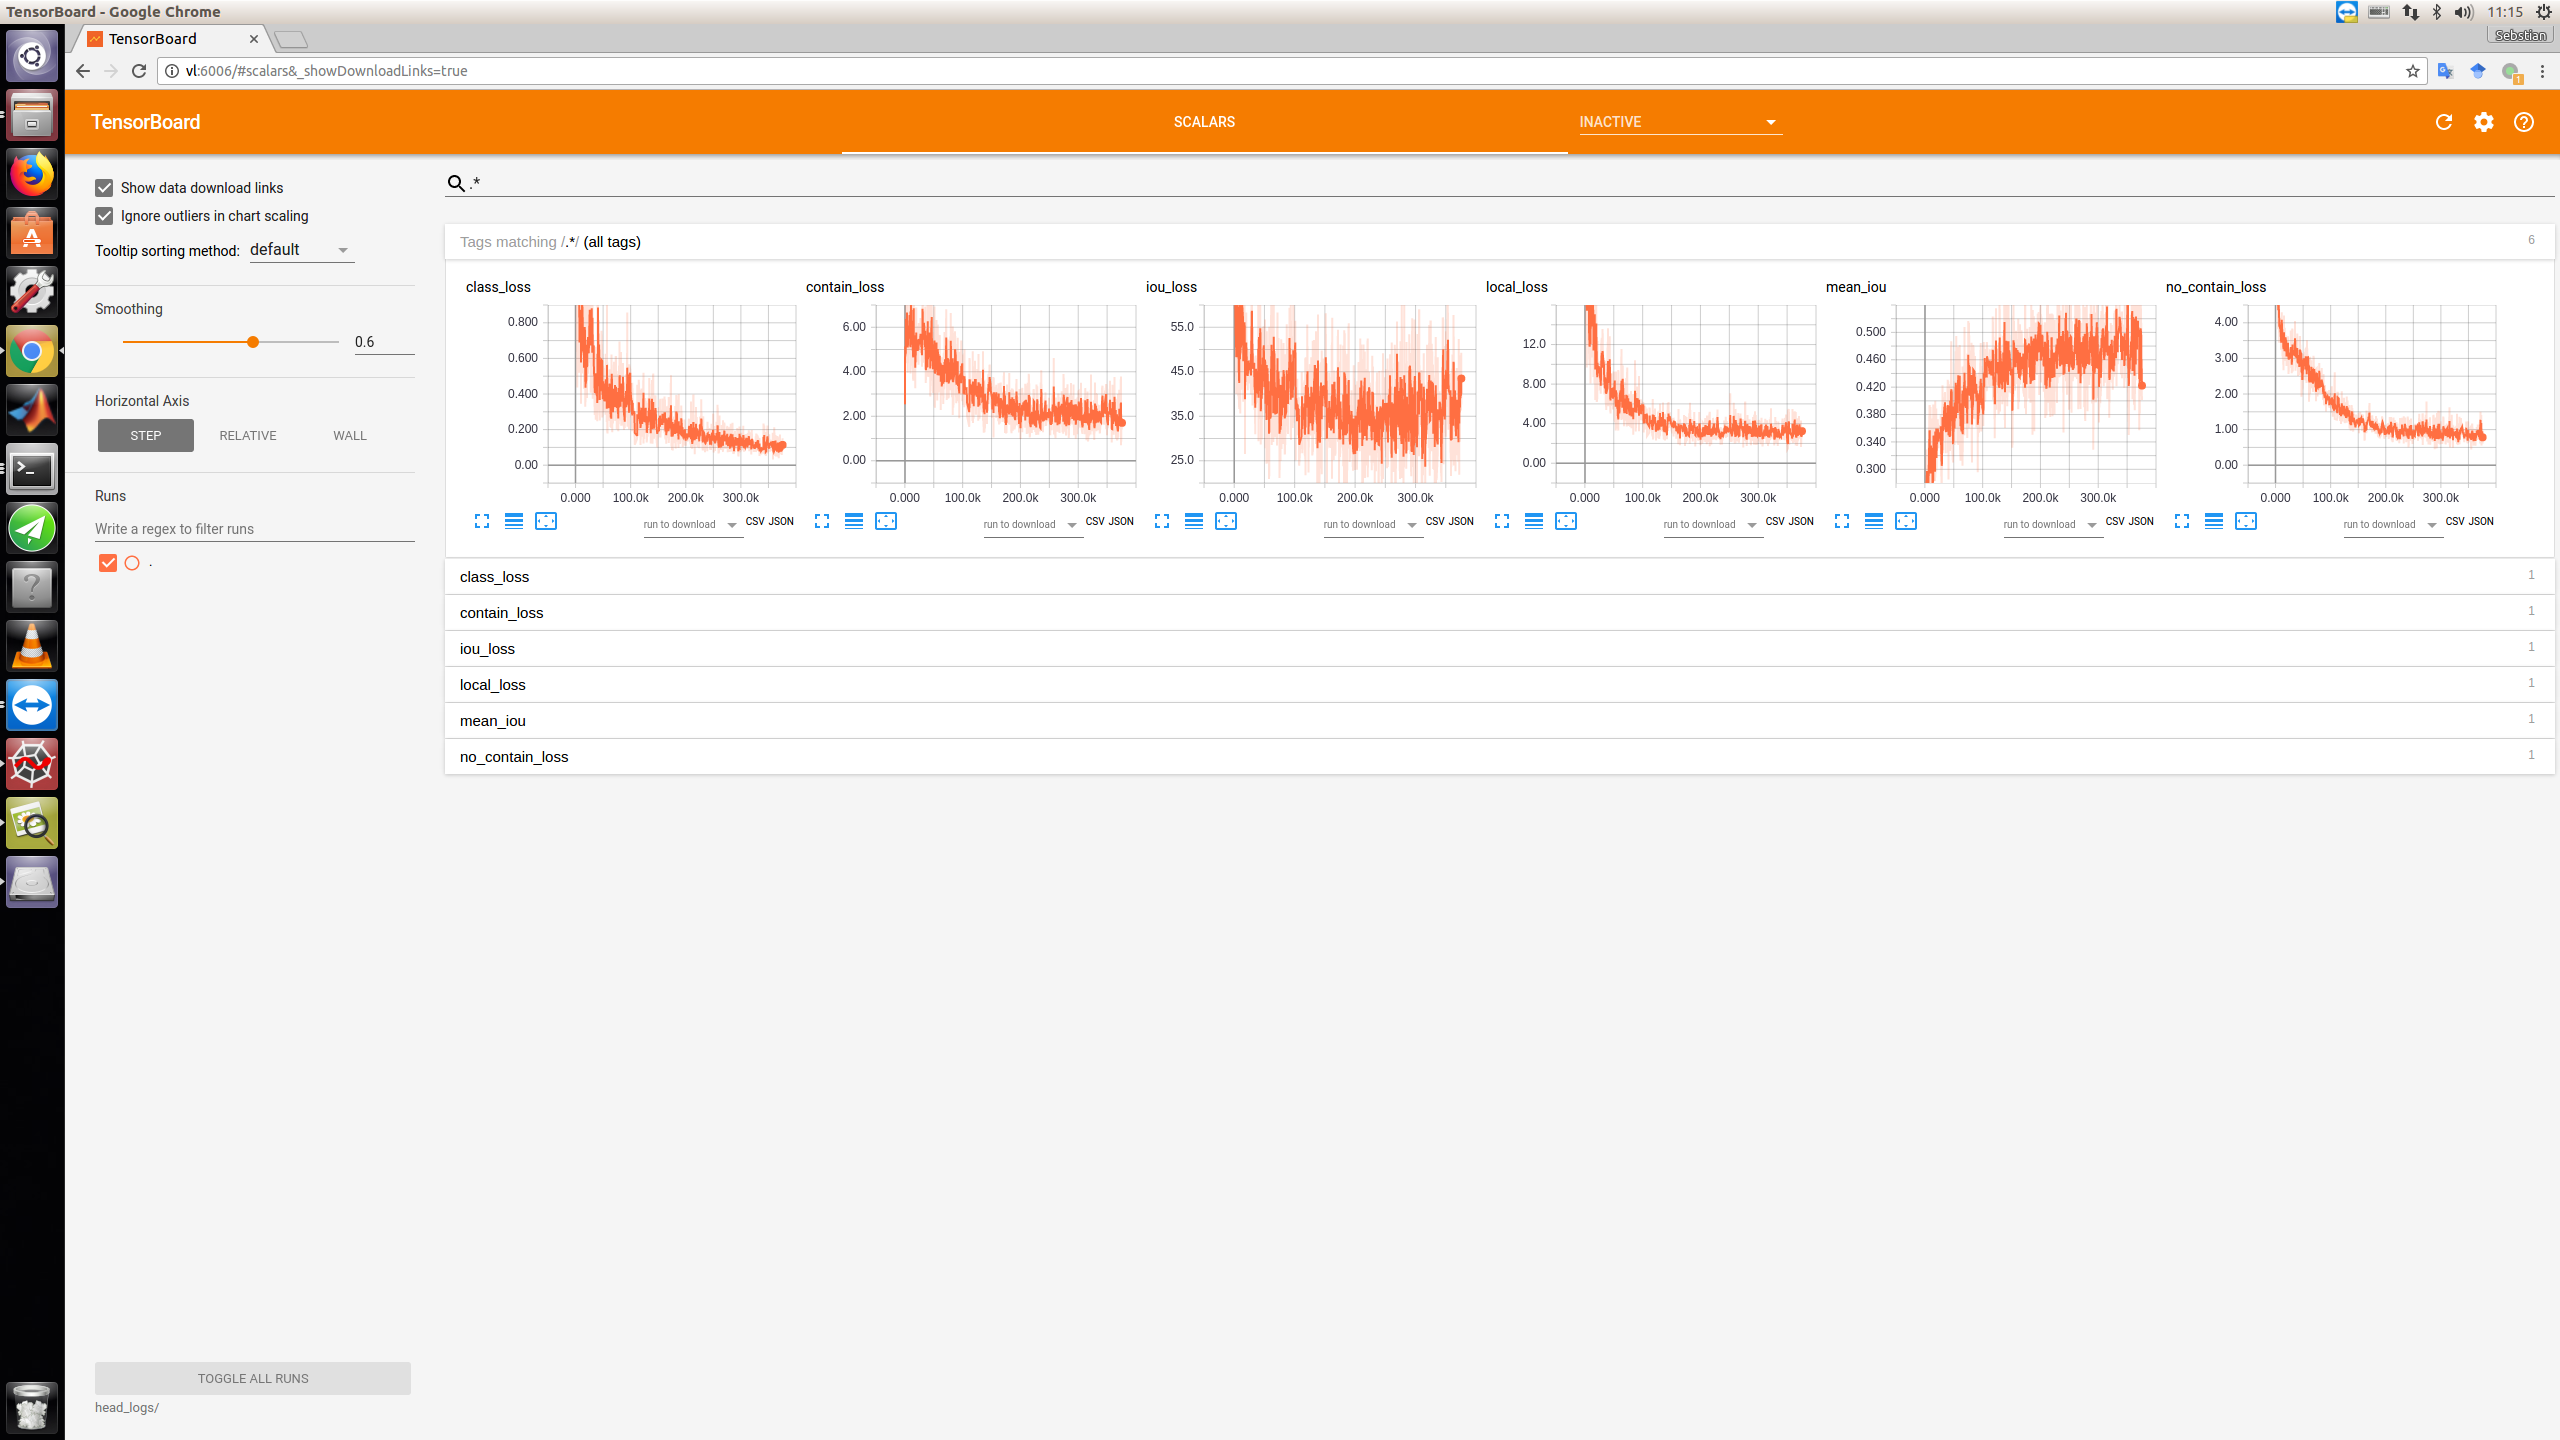 TensorBoard - Google Chrome
11:15
TensorBoard
Sebstian
vl:6006/#scalars&_showDownloadLinks=true
1
TensorBoard
SCALARS
INACTIVE
Show data download links
Ignore outliers in chart scaling
Tooltip sorting method: default
Smoothing
0.6
Horizontal Axis
STEP RELATIVE WALL
Runs
Write a regex to filter runs
.
TOGGLE ALL RUNS
head_logs/
.*
Tags matching /.*/ (all tags)
6
class_loss
0.800
0.600
0.400
0.200
0.00
0.000 100.0k 200.0k 300.0k
run to download CSV JSON
contain_loss
6.00
4.00
2.00
0.00
0.000 100.0k 200.0k 300.0k
run to download CSV JSON
iou_loss
55.0
45.0
35.0
25.0
0.000 100.0k 200.0k 300.0k
run to download CSV JSON
local_loss
12.0
8.00
4.00
0.00
0.000 100.0k 200.0k 300.0k
run to download CSV JSON
mean_iou
0.500
0.460
0.420
0.380
0.340
0.300
0.000 100.0k 200.0k 300.0k
run to download CSV JSON
no_contain_loss
4.00
3.00
2.00
1.00
0.00
0.000 100.0k 200.0k 300.0k
run to download CSV JSON
class_loss 1
contain_loss 1
iou_loss 1
local_loss 1
mean_iou 1
no_contain_loss 1